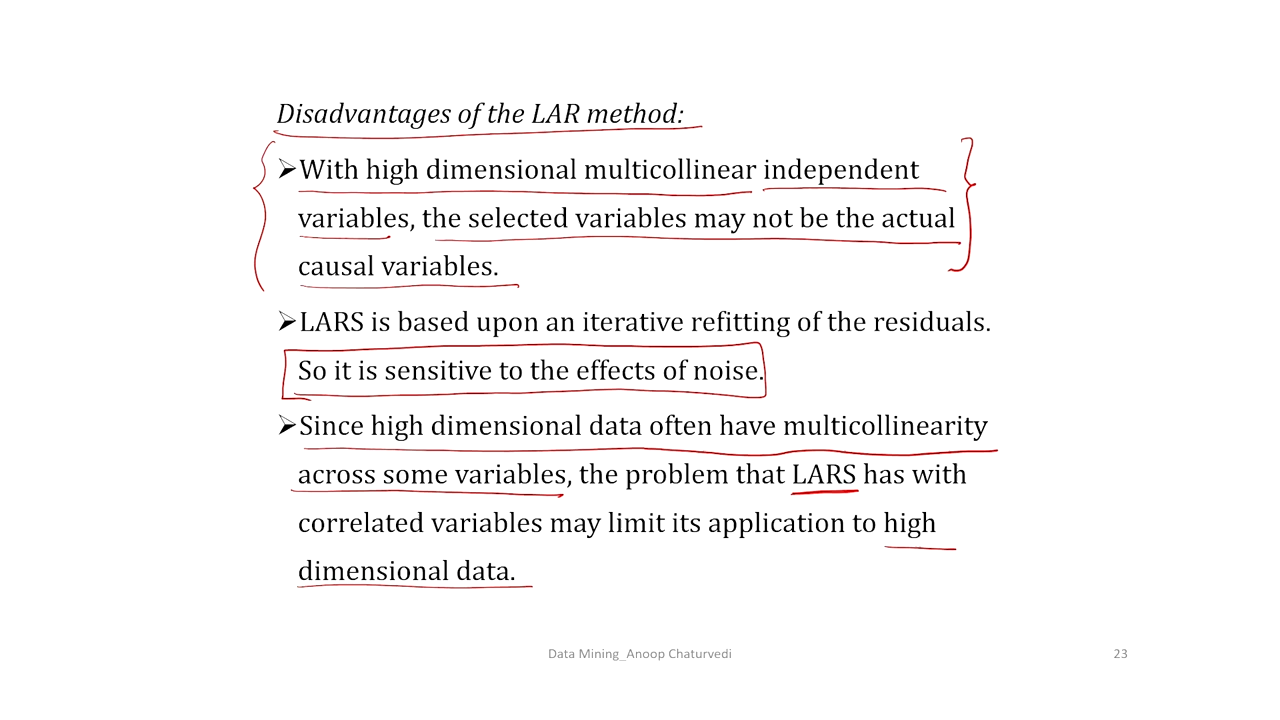 Disadvantages of the LAR method:
➢With high dimensional multicollinear independent
variables, the selected variables may not be the actual
causal variables.
➢LARS is based upon an iterative refitting of the residuals.
So it is sensitive to the effects of noise.
➢Since high dimensional data often have multicollinearity
across some variables, the problem that LARS has with
correlated variables may limit its application to high
dimensional data.
Data Mining_Anoop Chaturvedi
23